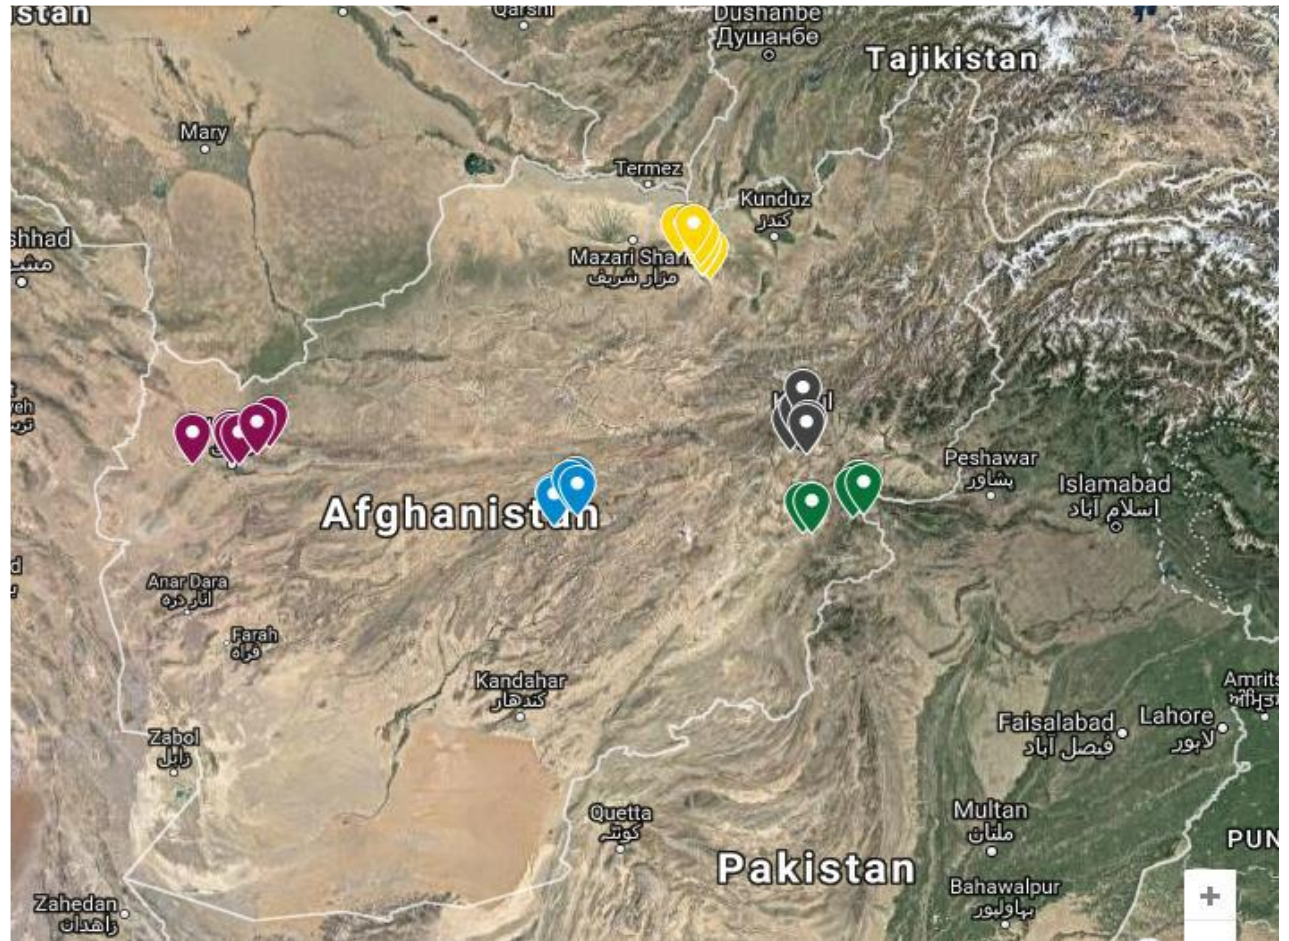 stan
Qarshi
Dushanbe
Душанбе
Tajikistan
Mary
Termez
Kunduz
کندز
shhad
مشـ
Mazari Shari
مزار شریف
Peshawar
پشاور
Islamabad
اسلام آباد
Afghanistan
Anar Dara
انار دره
Farah
فراه
Kandahar
کندهار
Amrits
Zabol
زابل
Faisalabad
فیصل آباد
Lahore
لاہور
Quetta
کوئٹہ
Multan
ملتان
PUN
Pakistan
Bahawalpur
بہاولپور
Zahedan
زاهدان
+